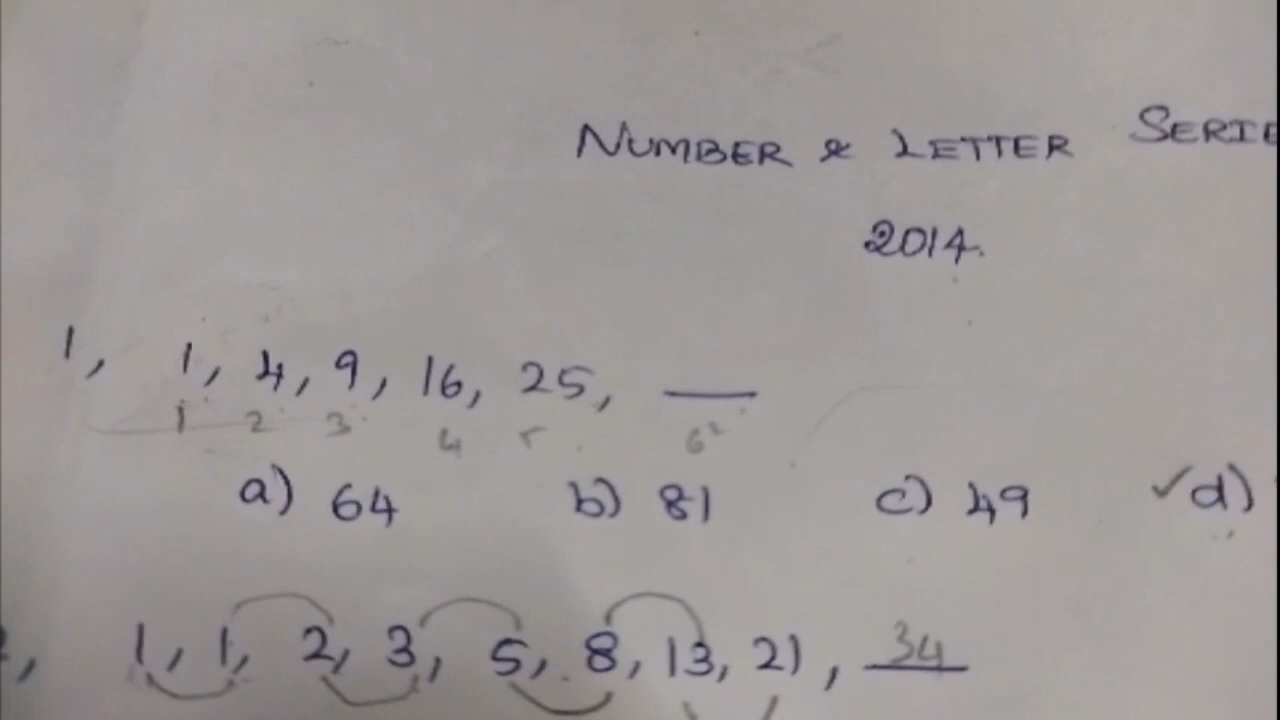 NUMBER & LETTER SERIE
2014.
1, 1, 4, 9, 16, 25, ___
1 2 3 4 5 6²
a) 64 b) 81 c) 49 ✓d)
, 1, 1, 2, 3, 5, 8, 13, 21, 34